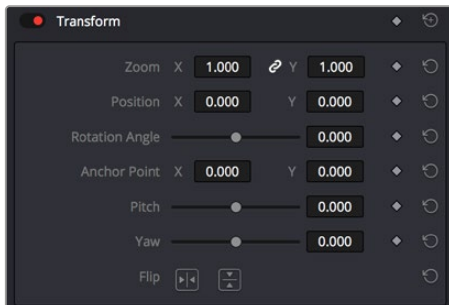 Transform
Zoom X 1.000 Y 1.000
Position X 0.000 Y 0.000
Rotation Angle 0.000
Anchor Point X 0.000 Y 0.000
Pitch 0.000
Yaw 0.000
Flip